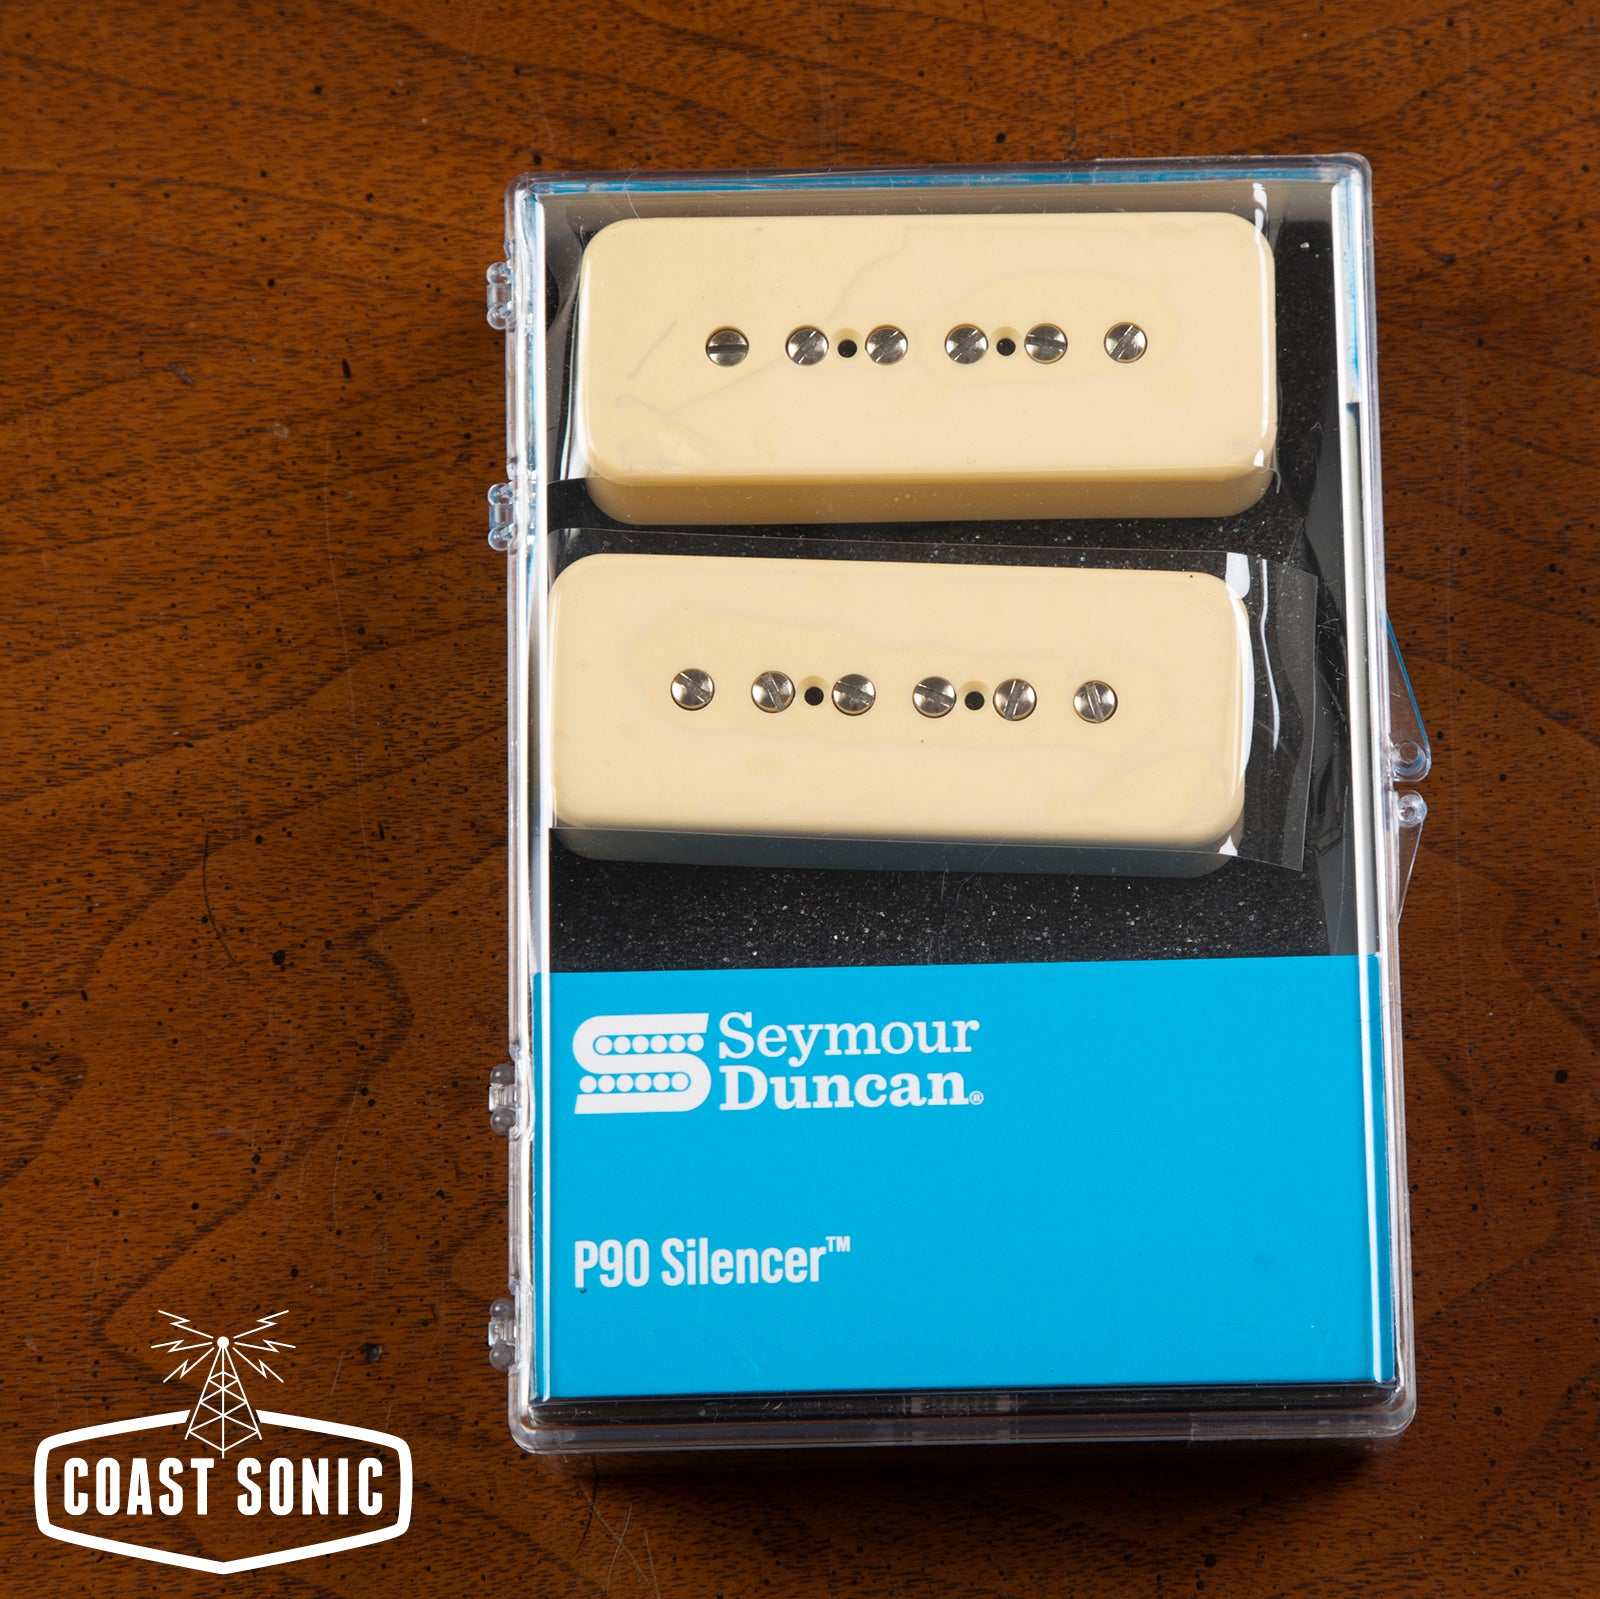 Seymour
Duncan®
P90 Silencer™
COAST SONIC